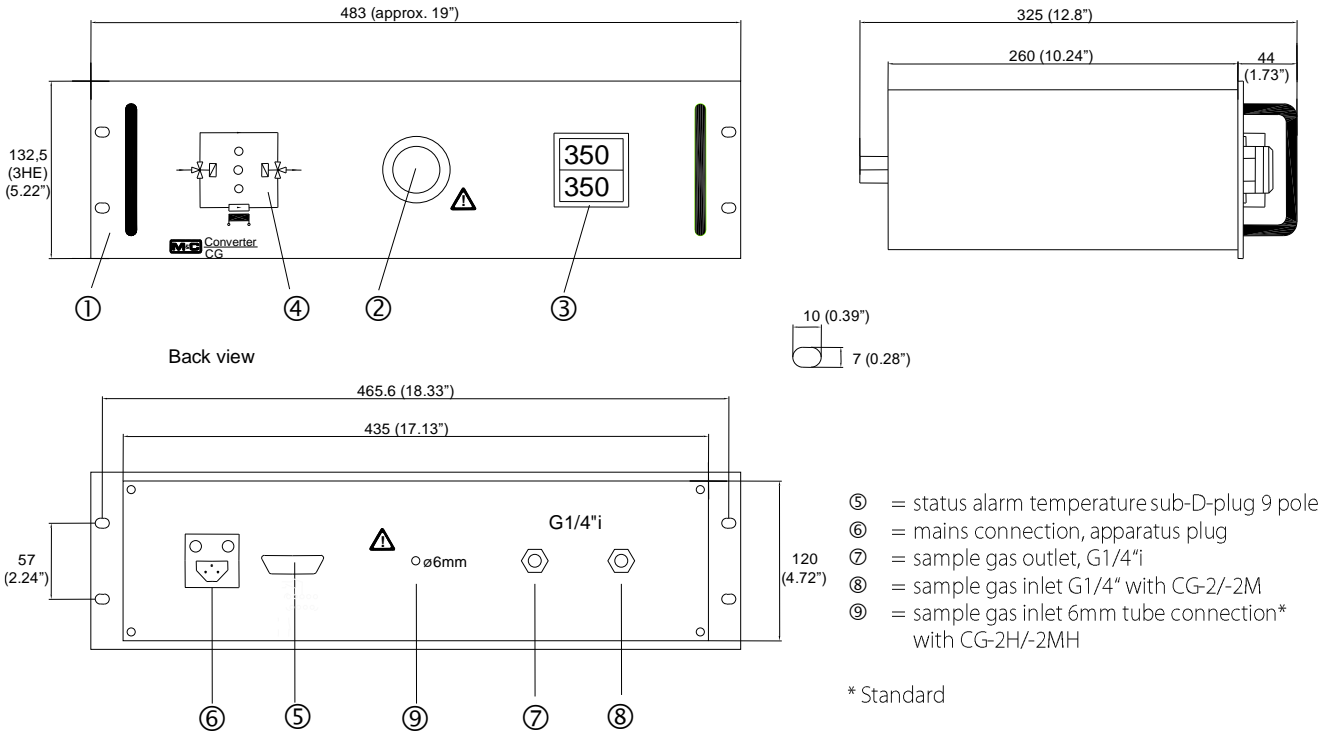 483 (approx. 19”)
325 (12.8”)
260 (10.24”)
44
(1.73”)
132,5
(3HE)
(5.22”)
350
350
M&C Converter
CG
① ④ ② ③
10 (0.39”)
7 (0.28”)
Back view
465.6 (18.33”)
435 (17.13”)
G1/4"i
57
(2.24”)
ø6mm
120
(4.72”)
⑥ ⑤ ⑨ ⑦ ⑧
⑤ = status alarm temperature sub-D-plug 9 pole
⑥ = mains connection, apparatus plug
⑦ = sample gas outlet, G1/4“i
⑧ = sample gas inlet G1/4“ with CG-2/-2M
⑨ = sample gas inlet 6mm tube connection*
with CG-2H/-2MH
* Standard